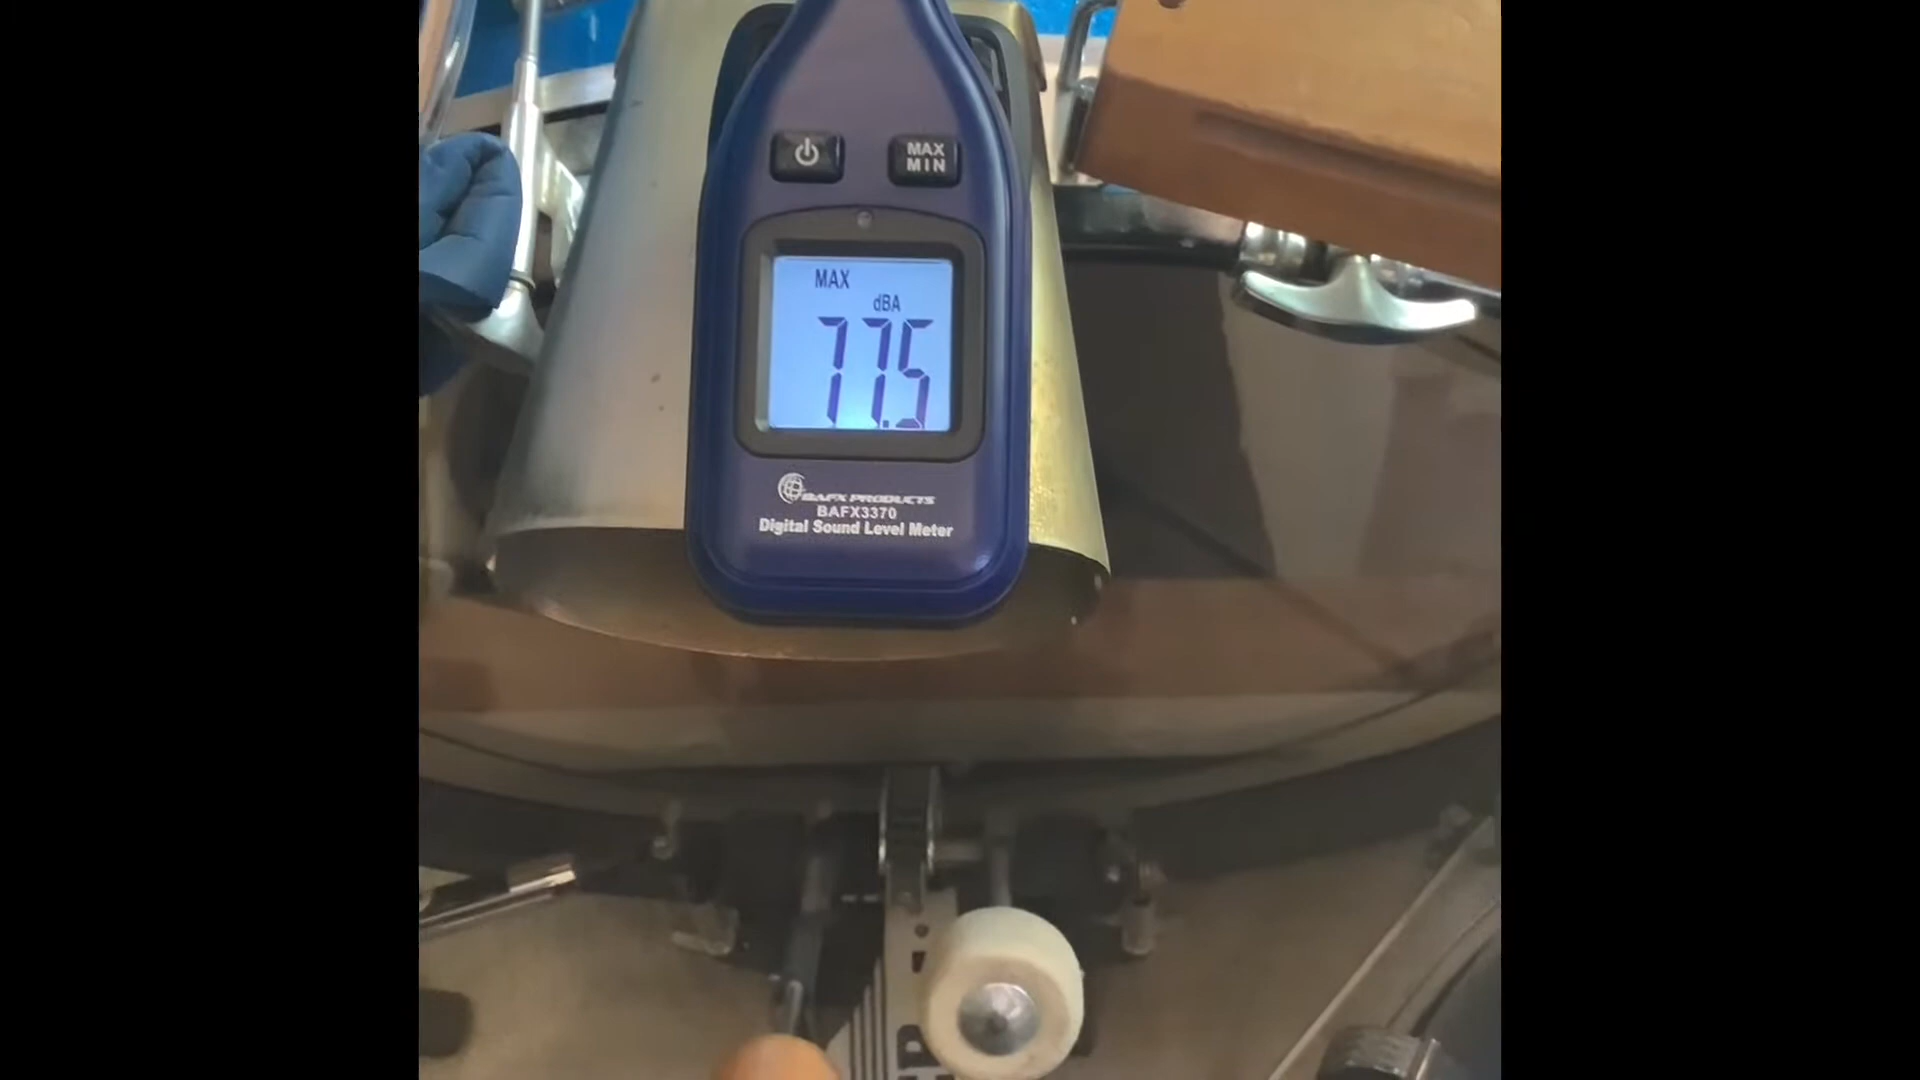 MAX
MIN
MAX
dBA
77.5
BAFX PRODUCTS
BAFX3370
Digital Sound Level Meter